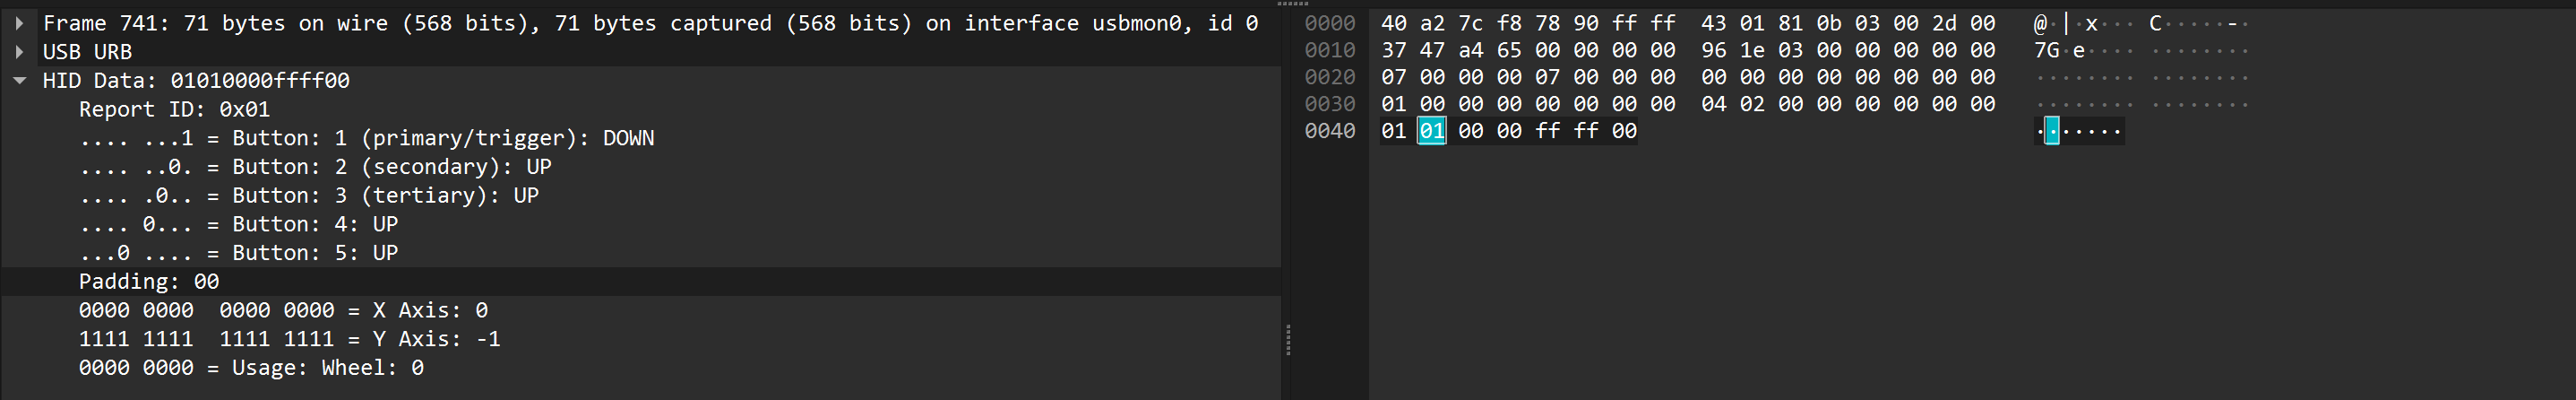 Frame 741: 71 bytes on wire (568 bits), 71 bytes captured (568 bits) on interface usbmon0, id 0
USB URB
HID Data: 01010000ffff00
Report ID: 0x01
.... ...1 = Button: 1 (primary/trigger): DOWN
.... ..0. = Button: 2 (secondary): UP
.... .0.. = Button: 3 (tertiary): UP
.... 0... = Button: 4: UP
...0 .... = Button: 5: UP
Padding: 00
0000 0000  0000 0000 = X Axis: 0
1111 1111  1111 1111 = Y Axis: -1
0000 0000 = Usage: Wheel: 0
0000  40 a2 7c f8 78 90 ff ff  43 01 81 0b 03 00 2d 00  @·|·x··· C·····-·
0010  37 47 a4 65 00 00 00 00  96 1e 03 00 00 00 00 00  7G·e···· ········
0020  07 00 00 00 07 00 00 00  00 00 00 00 00 00 00 00  ········ ········
0030  01 00 00 00 00 00 00 00  04 02 00 00 00 00 00 00  ········ ········
0040  01 01 00 00 ff ff 00  ·······